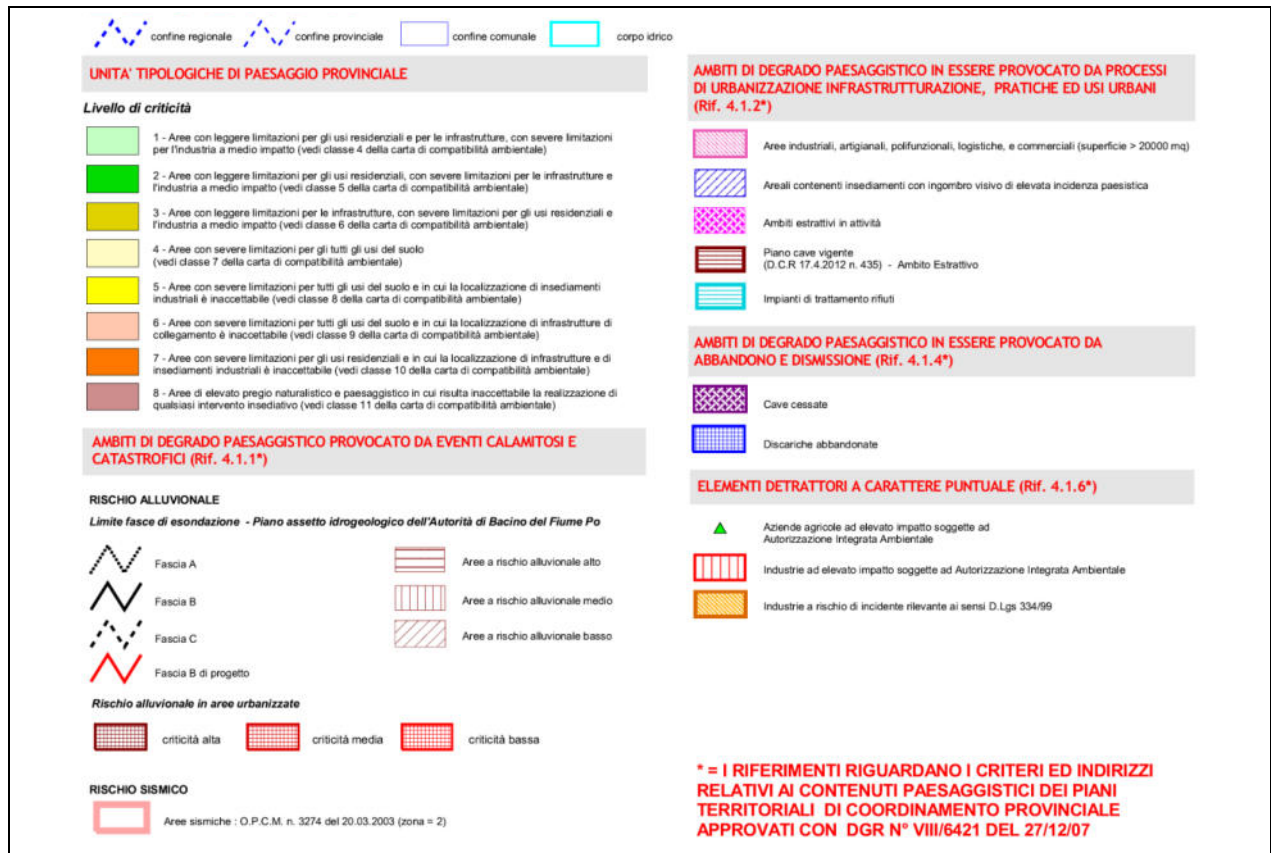 confine regionale
confine provinciale
confine comunale
corpo idrico
UNITA' TIPOLOGICHE DI PAESAGGIO PROVINCIALE
Livello di criticità
1 - Aree con leggere limitazioni per gli usi residenziali e per le infrastrutture, con severe limitazioni
per l'industria a medio impatto (vedi classe 4 della carta di compatibilità ambientale)
2 - Aree con leggere limitazioni per gli usi residenziali, con severe limitazioni per le infrastrutture e
l'industria a medio impatto (vedi classe 5 della carta di compatibilità ambientale)
3 - Aree con leggere limitazioni per le infrastrutture, con severe limitazioni per gli usi residenziali e
l'industria a medio impatto (vedi classe 6 della carta di compatibilità ambientale)
4 - Aree con severe limitazioni per gli tutti gli usi del suolo
(vedi classe 7 della carta di compatibilità ambientale)
5 - Aree con severe limitazioni per tutti gli usi del suolo e in cui la localizzazione di insediamenti
industriali è inaccettabile (vedi classe 8 della carta di compatibilità ambientale)
6 - Aree con severe limitazioni per tutti gli usi del suolo e in cui la localizzazione di infrastrutture di
collegamento è inaccettabile (vedi classe 9 della carta di compatibilità ambientale)
7 - Aree con severe limitazioni per gli usi residenziali e in cui la localizzazione di infrastrutture e di
insediamenti industriali è inaccettabile (vedi classe 10 della carta di compatibilità ambientale)
8 - Aree di elevato pregio naturalistico e paesaggistico in cui risulta inaccettabile la realizzazione di
qualsiasi intervento insediativo (vedi classe 11 della carta di compatibilità ambientale)
AMBITI DI DEGRADO PAESAGGISTICO PROVOCATO DA EVENTI CALAMITOSI E
CATASTROFICI (Rif. 4.1.1*)
RISCHIO ALLUVIONALE
Limite fasce di esondazione - Piano assetto idrogeologico dell'Autorità di Bacino del Fiume Po
Fascia A
Fascia B
Fascia C
Fascia B di progetto
Aree a rischio alluvionale alto
Aree a rischio alluvionale medio
Aree a rischio alluvionale basso
Rischio alluvionale in aree urbanizzate
criticità alta
criticità media
criticità bassa
RISCHIO SISMICO
Aree sismiche : O.P.C.M. n. 3274 del 20.03.2003 (zona = 2)
AMBITI DI DEGRADO PAESAGGISTICO IN ESSERE PROVOCATO DA PROCESSI
DI URBANIZZAZIONE INFRASTRUTTURAZIONE, PRATICHE ED USI URBANI
(Rif. 4.1.2*)
Aree industriali, artigianali, polifunzionali, logistiche, e commerciali (superficie > 20000 mq)
Areali contenenti insediamenti con ingombro visivo di elevata incidenza paesistica
Ambiti estrattivi in attività
Piano cave vigente
(D.C.R 17.4.2012 n. 435) - Ambito Estrattivo
Impianti di trattamento rifiuti
AMBITI DI DEGRADO PAESAGGISTICO IN ESSERE PROVOCATO DA
ABBANDONO E DISMISSIONE (Rif. 4.1.4*)
Cave cessate
Discariche abbandonate
ELEMENTI DETRATTORI A CARATTERE PUNTUALE (Rif. 4.1.6*)
Aziende agricole ad elevato impatto soggette ad
Autorizzazione Integrata Ambientale
Industrie ad elevato impatto soggette ad Autorizzazione Integrata Ambientale
Industrie a rischio di incidente rilevante ai sensi D.Lgs 334/99
* = I RIFERIMENTI RIGUARDANO I CRITERI ED INDIRIZZI
RELATIVI AI CONTENUTI PAESAGGISTICI DEI PIANI
TERRITORIALI DI COORDINAMENTO PROVINCIALE
APPROVATI CON DGR N° VIII/6421 DEL 27/12/07